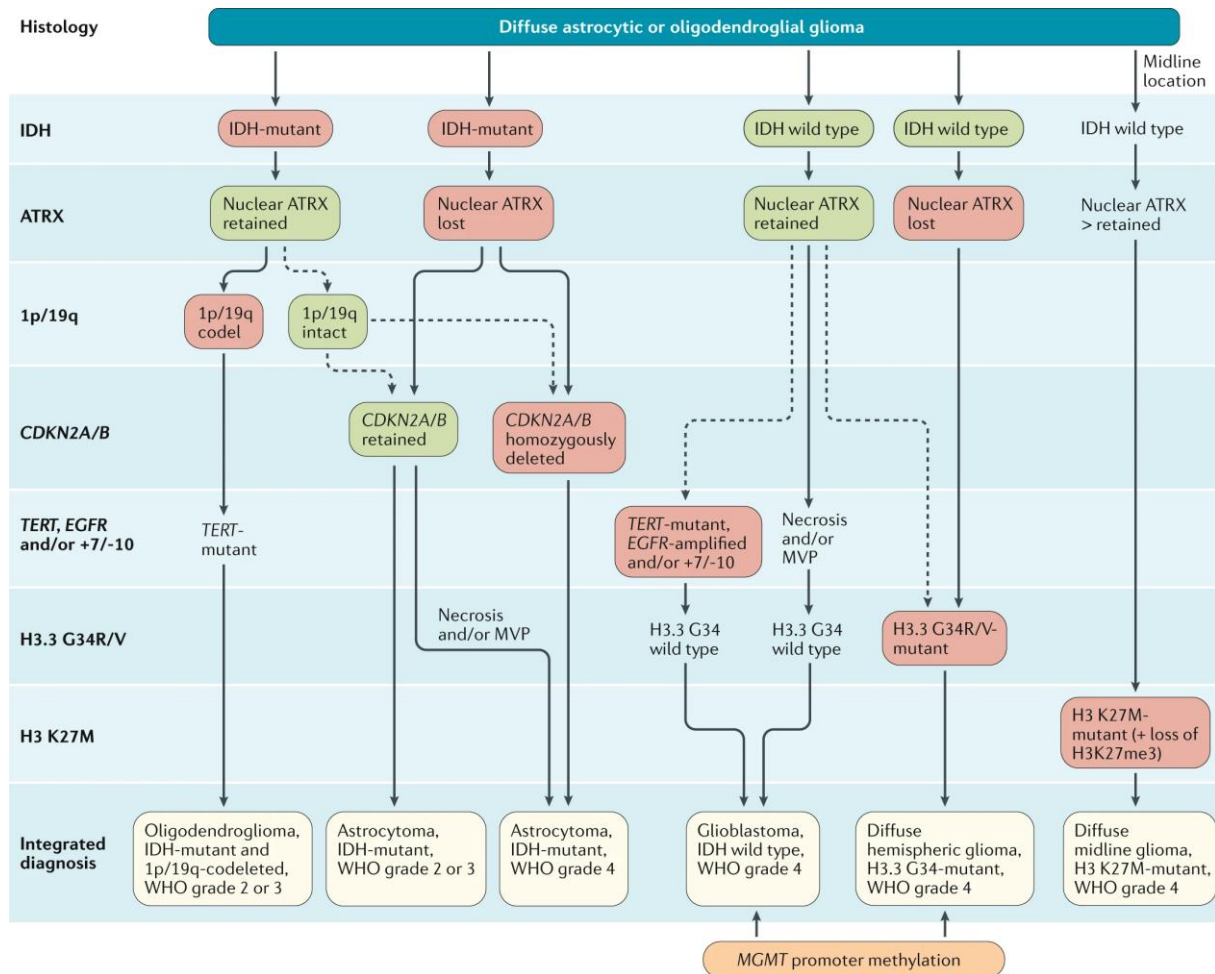 Histology
Diffuse astrocytic or oligodendroglial glioma
Midline
location
IDH
IDH-mutant
IDH-mutant
IDH wild type
IDH wild type
IDH wild type
ATRX
Nuclear ATRX
retained
Nuclear ATRX
lost
Nuclear ATRX
retained
Nuclear ATRX
lost
Nuclear ATRX
> retained
1p/19q
1p/19q
codel
1p/19q
intact
CDKN2A/B
CDKN2A/B
retained
CDKN2A/B
homozygously
deleted
TERT, EGFR
and/or +7/-10
TERT-
mutant
TERT-mutant,
EGFR-amplified
and/or +7/-10
Necrosis
and/or
MVP
H3.3 G34R/V
Necrosis
and/or MVP
H3.3 G34
wild type
H3.3 G34
wild type
H3.3 G34R/V-
mutant
H3 K27M
H3 K27M-
mutant (+ loss of
H3K27me3)
Integrated
diagnosis
Oligodendroglioma,
IDH-mutant and
1p/19q-codeleted,
WHO grade 2 or 3
Astrocytoma,
IDH-mutant,
WHO grade 2 or 3
Astrocytoma,
IDH-mutant,
WHO grade 4
Glioblastoma,
IDH wild type,
WHO grade 4
Diffuse
hemispheric glioma,
H3.3 G34-mutant,
WHO grade 4
Diffuse
midline glioma,
H3 K27M-mutant,
WHO grade 4
MGMT promoter methylation